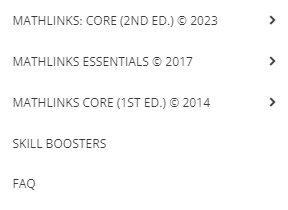 MATHLINKS: CORE (2ND ED.) © 2023
MATHLINKS ESSENTIALS © 2017
MATHLINKS CORE (1ST ED.) © 2014
SKILL BOOSTERS
FAQ